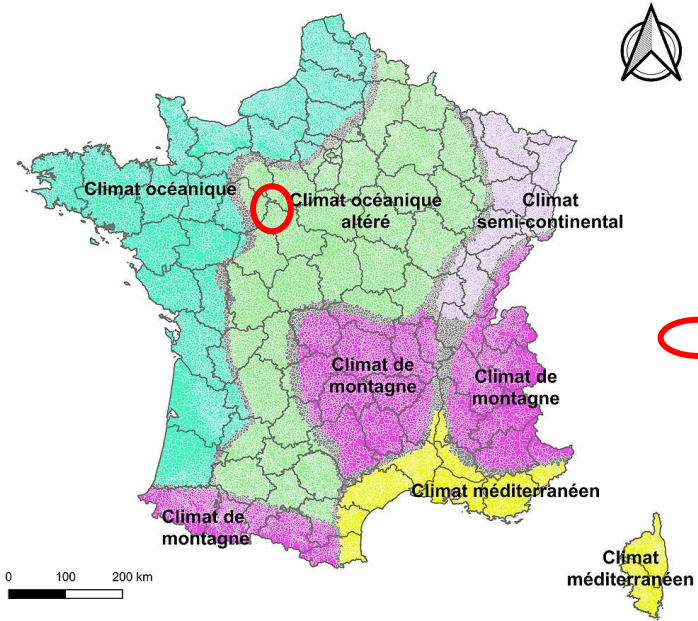 Climat océanique
Climat océanique
altéré
Climat
semi-continental
Climat de
montagne
Climat de
montagne
Climat méditerranéen
Climat de
montagne
Climat
méditerranéen
0 100 200 km